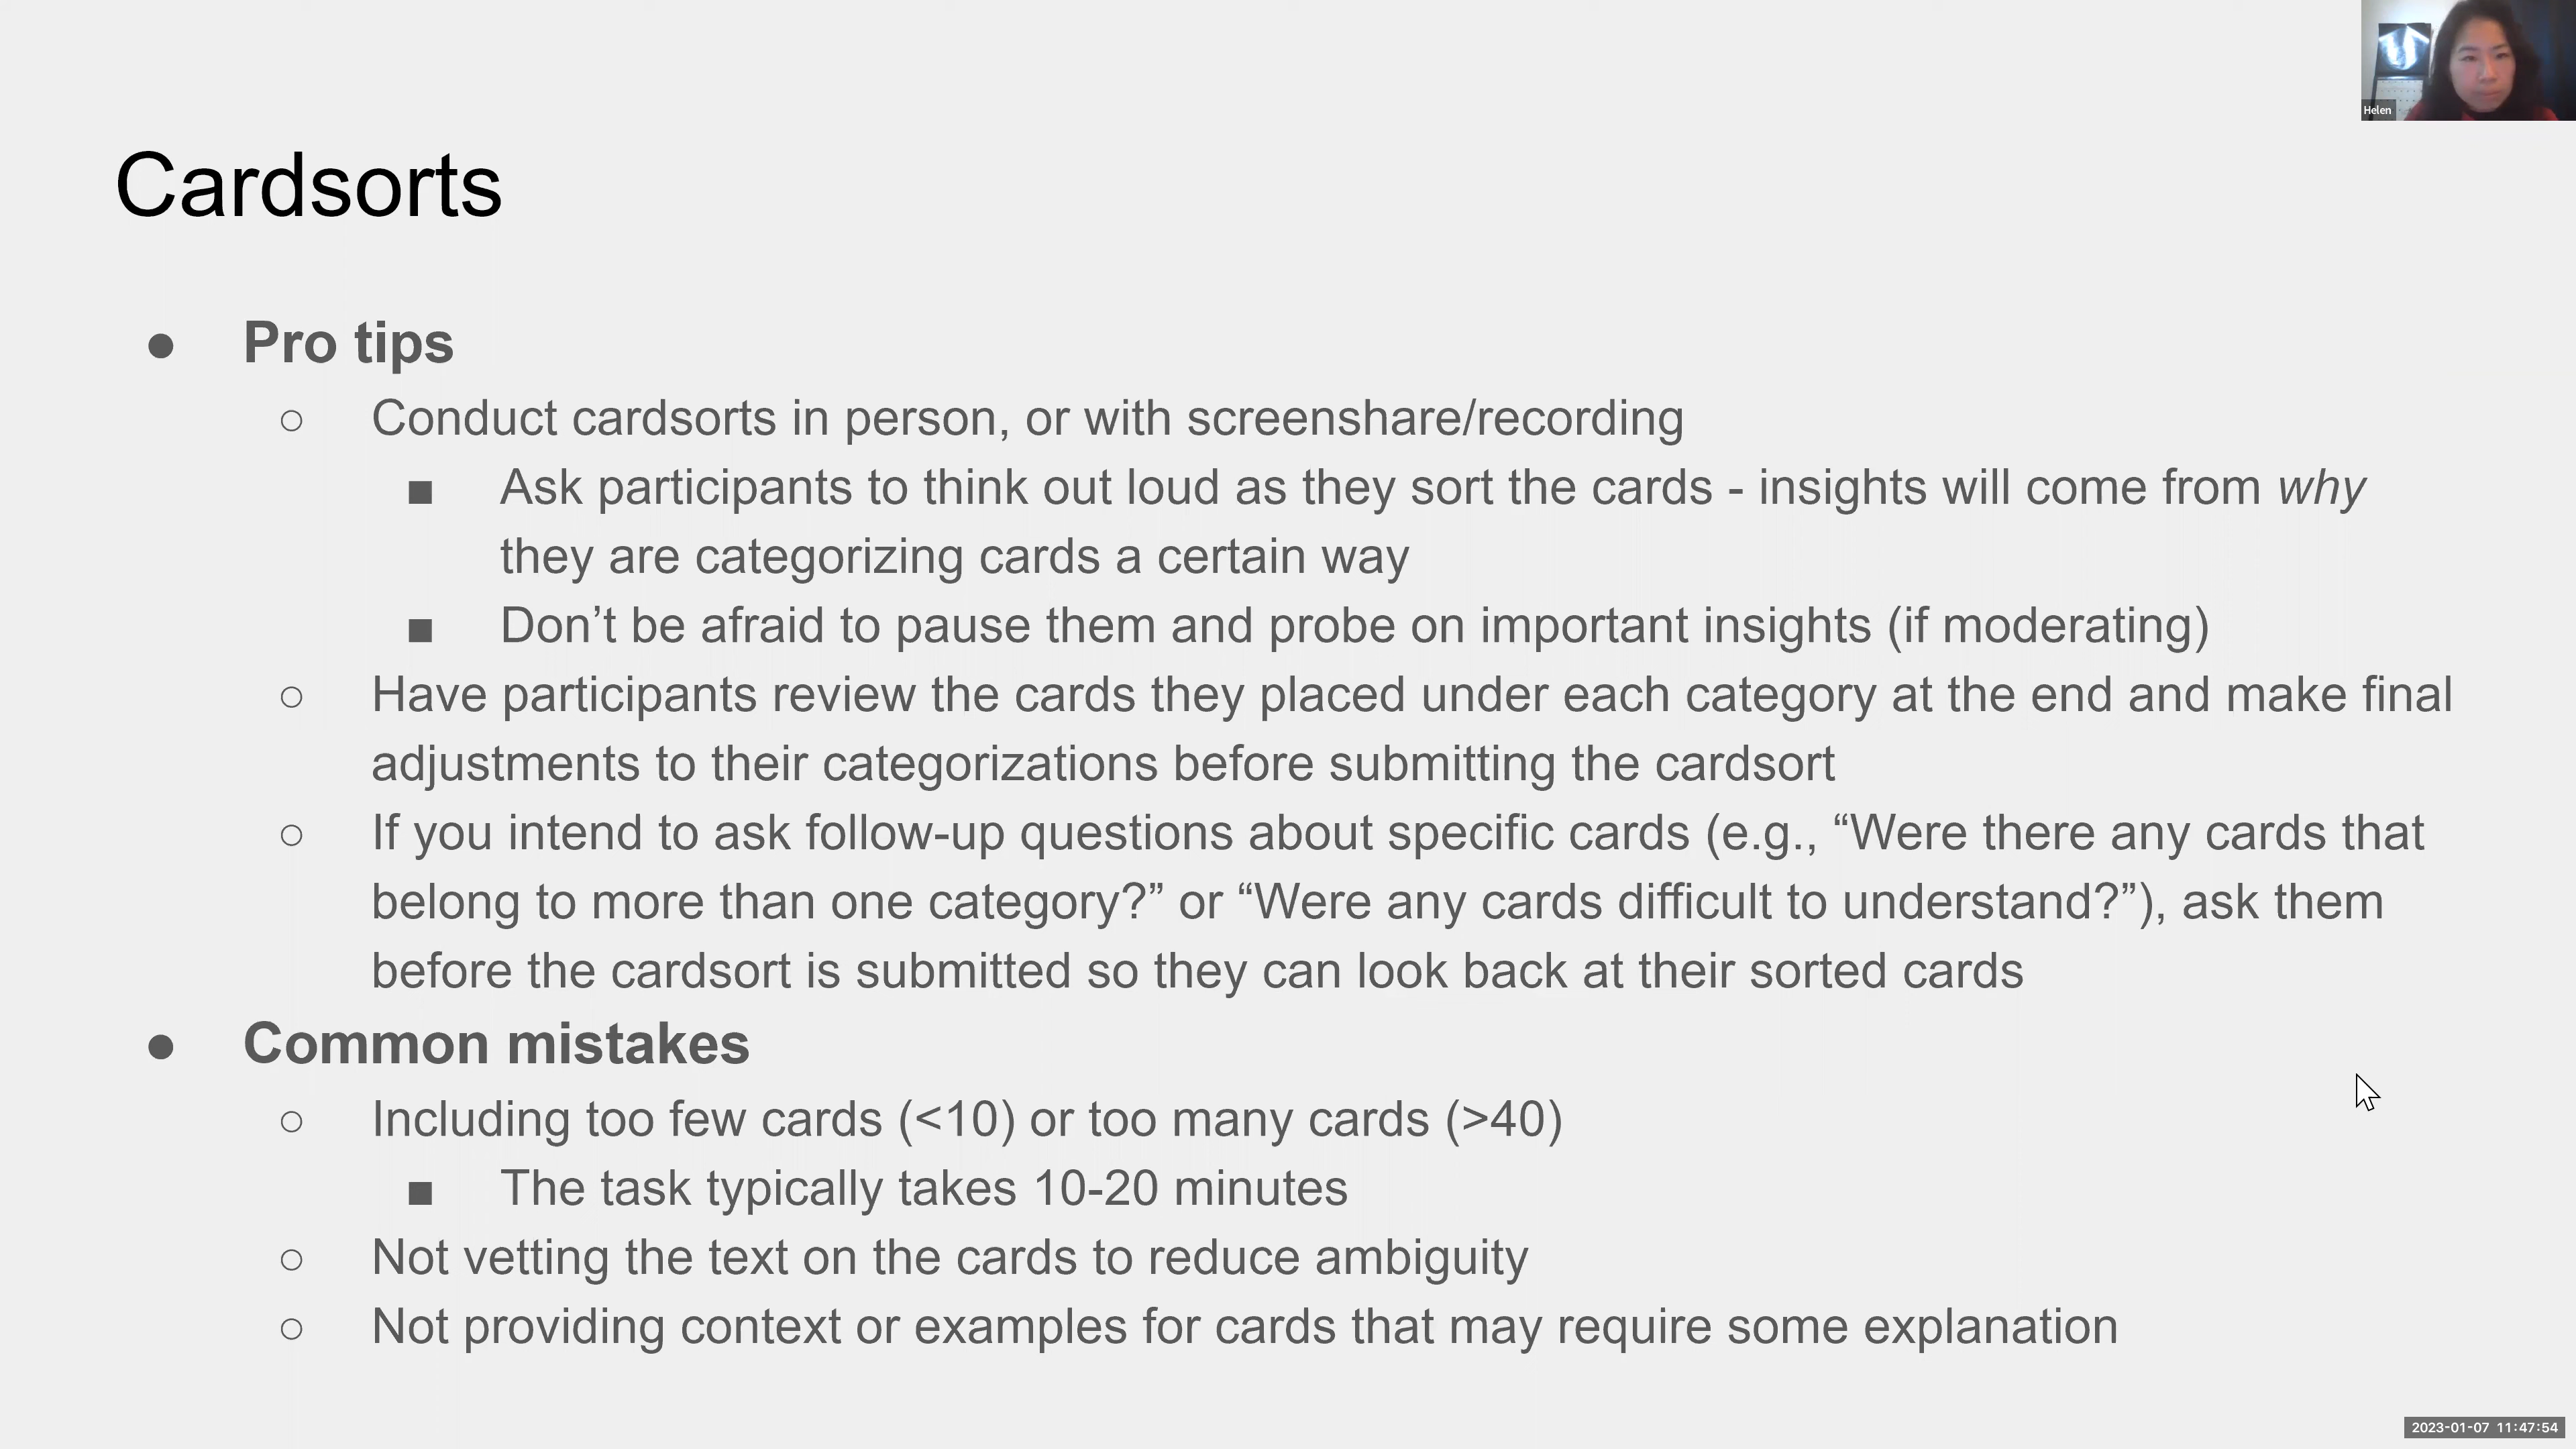 Helen
Cardsorts
● Pro tips
○ Conduct cardsorts in person, or with screenshare/recording
■ Ask participants to think out loud as they sort the cards - insights will come from why
they are categorizing cards a certain way
■ Don’t be afraid to pause them and probe on important insights (if moderating)
○ Have participants review the cards they placed under each category at the end and make final
adjustments to their categorizations before submitting the cardsort
○ If you intend to ask follow-up questions about specific cards (e.g., “Were there any cards that
belong to more than one category?” or “Were any cards difficult to understand?”), ask them
before the cardsort is submitted so they can look back at their sorted cards
● Common mistakes
○ Including too few cards (<10) or too many cards (>40)
■ The task typically takes 10-20 minutes
○ Not vetting the text on the cards to reduce ambiguity
○ Not providing context or examples for cards that may require some explanation
2023-01-07 11:47:54